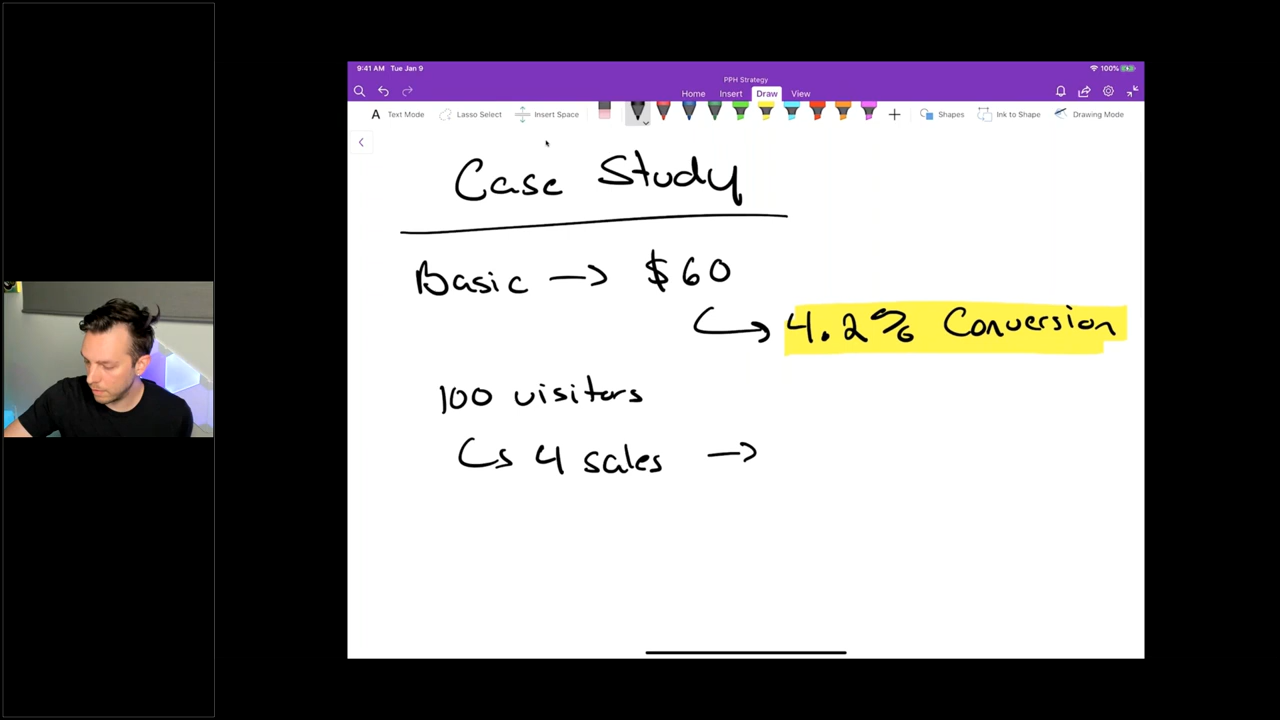 9:41 AM Tue Jan 9
100%
PPH Strategy
Home Insert Draw View
A Text Mode Lasso Select Insert Space Shapes Ink to Shape Drawing Mode
Case Study
Basic → $60
4.2% Conversion
100 visitors
4 sales →